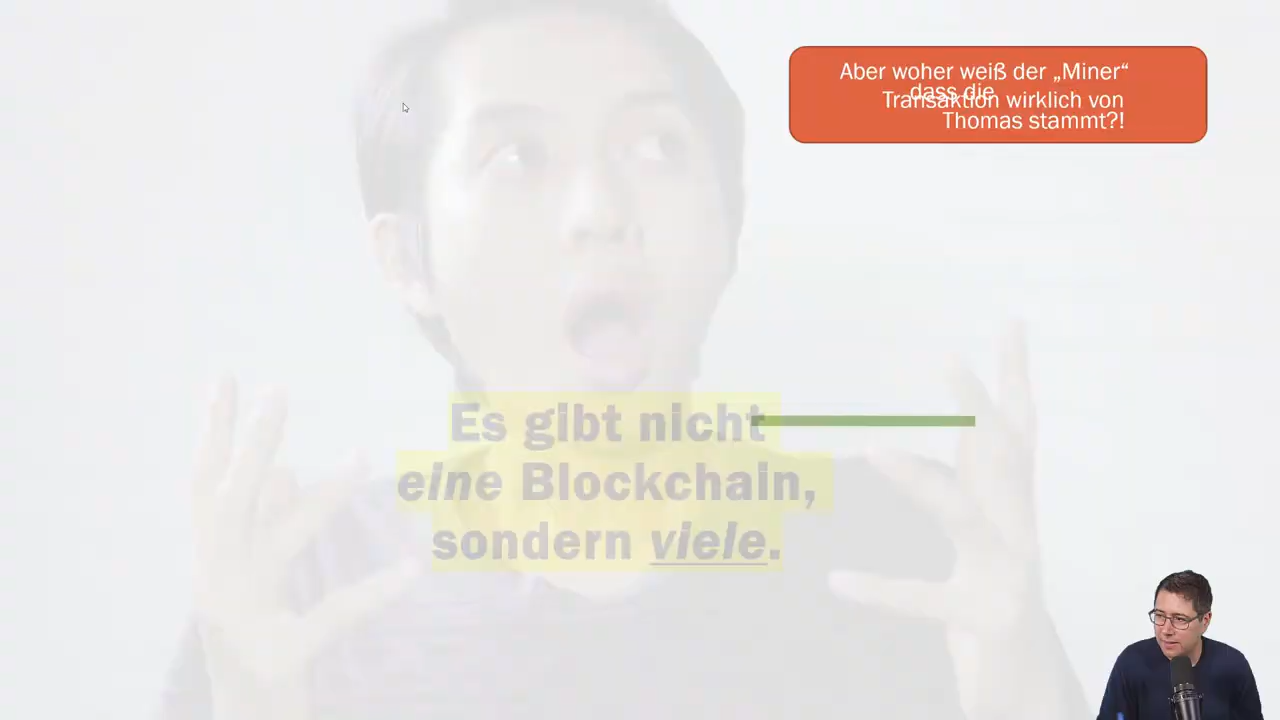 Aber woher weiß der „Miner“
dass die
Transaktion wirklich von
Thomas stammt?!
Es gibt nicht
eine Blockchain,
sondern viele.